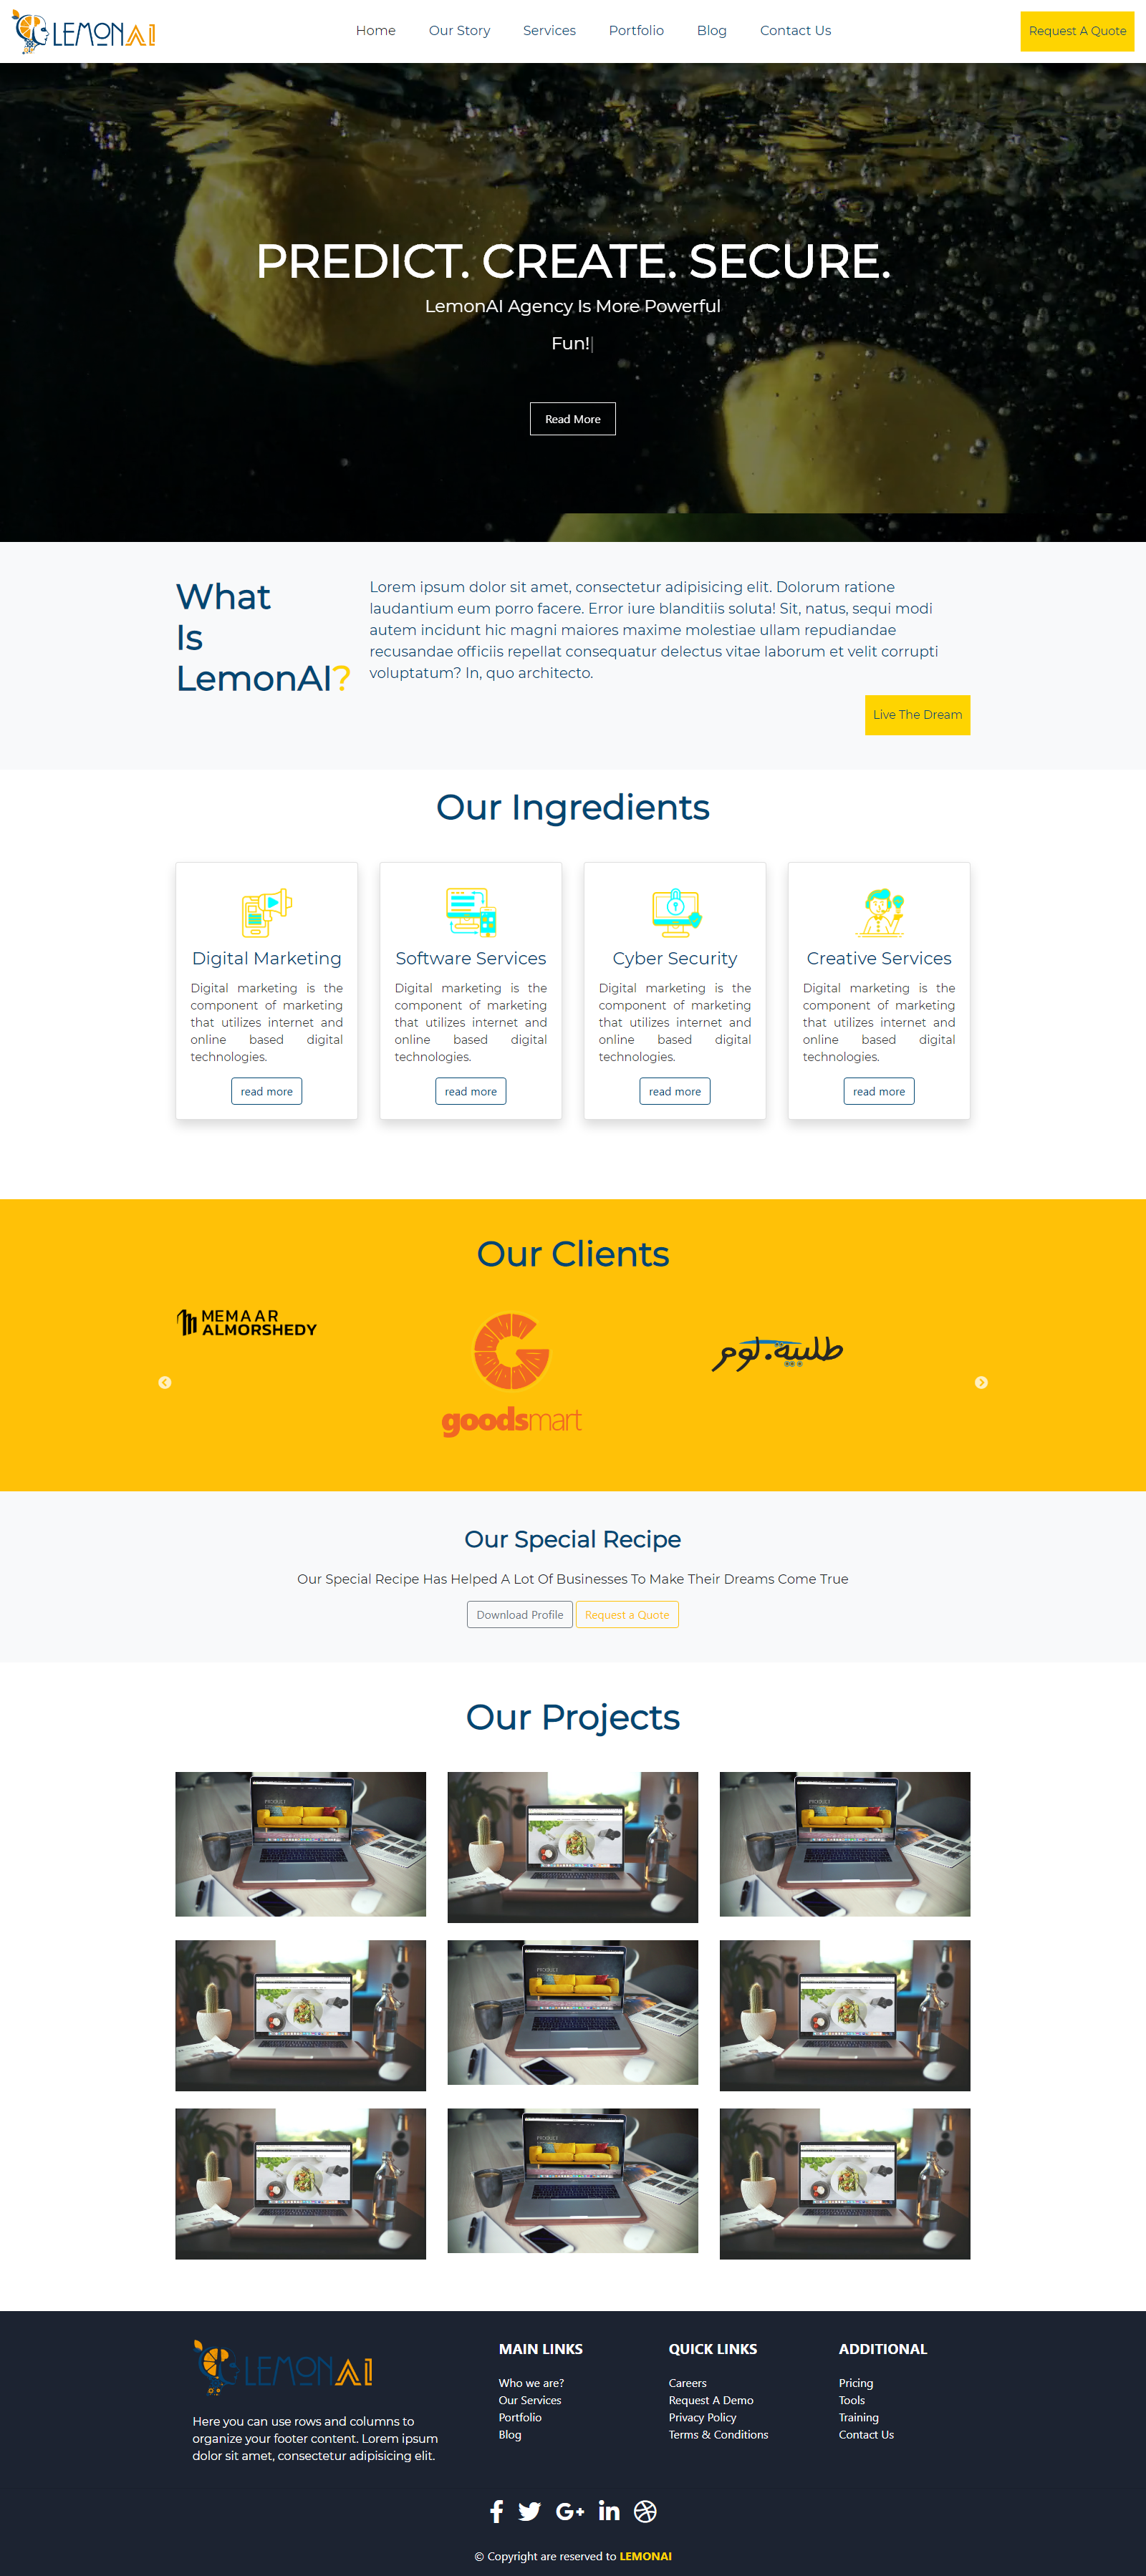 LEMONAI
Home
Our Story
Services
Portfolio
Blog
Contact Us
Request A Quote
PREDICT. CREATE. SECURE.
LemonAI Agency Is More Powerful
Fun!
Read More
What
Is
LemonAI?
Lorem ipsum dolor sit amet, consectetur adipisicing elit. Dolorum ratione
laudantium eum porro facere. Error iure blanditiis soluta! Sit, natus, sequi modi
autem incidunt hic magni maiores maxime molestiae ullam repudiandae
recusandae officiis repellat consequatur delectus vitae laborum et velit corrupti
voluptatum? In, quo architecto.
Live The Dream
Our Ingredients
Digital Marketing
Digital marketing is the
component of marketing
that utilizes internet and
online based digital
technologies.
read more
Software Services
Digital marketing is the
component of marketing
that utilizes internet and
online based digital
technologies.
read more
Cyber Security
Digital marketing is the
component of marketing
that utilizes internet and
online based digital
technologies.
read more
Creative Services
Digital marketing is the
component of marketing
that utilizes internet and
online based digital
technologies.
read more
Our Clients
MEMAAR
ALMORSHEDY
goodsmart
طلبية.كوم
Our Special Recipe
Our Special Recipe Has Helped A Lot Of Businesses To Make Their Dreams Come True
Download Profile
Request a Quote
Our Projects
PRODUCT
PRODUCT
PRODUCT
PRODUCT
LEMONAI
Here you can use rows and columns to
organize your footer content. Lorem ipsum
dolor sit amet, consectetur adipisicing elit.
MAIN LINKS
Who we are?
Our Services
Portfolio
Blog
QUICK LINKS
Careers
Request A Demo
Privacy Policy
Terms & Conditions
ADDITIONAL
Pricing
Tools
Training
Contact Us
© Copyright are reserved to LEMONAI